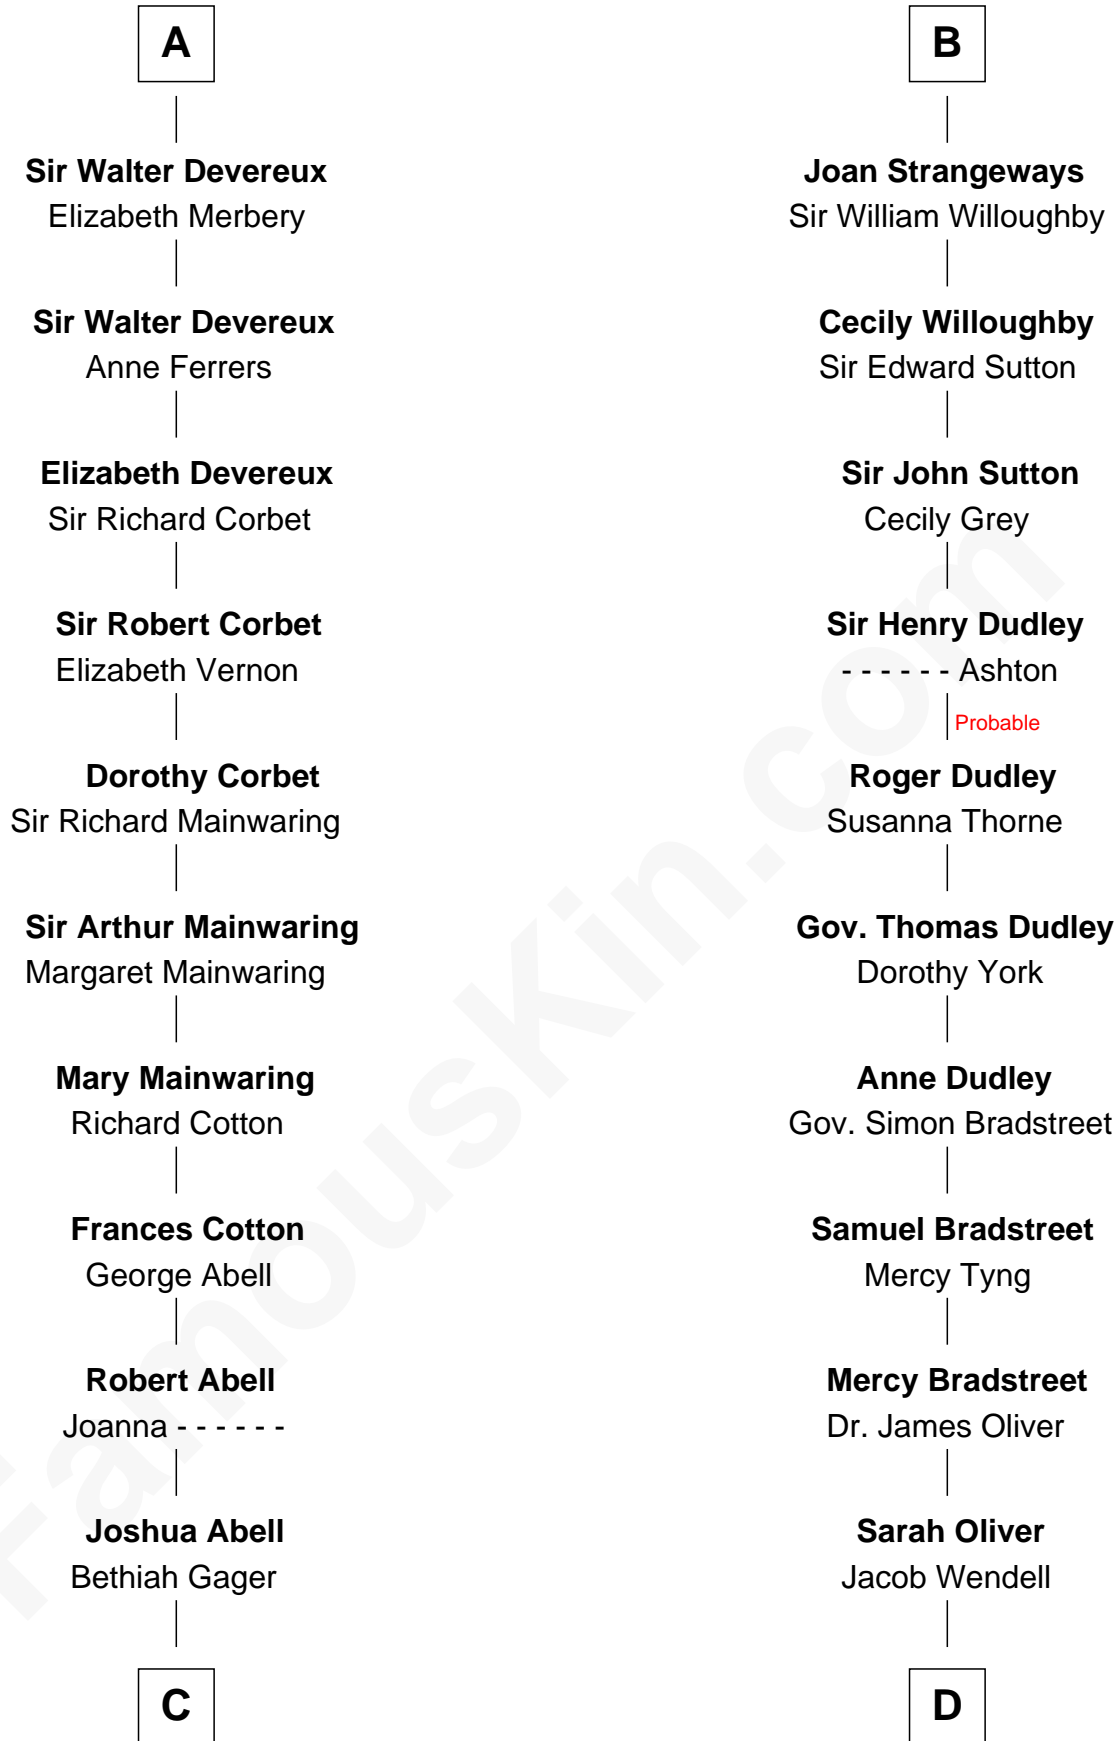 A
Sir Walter Devereux
Elizabeth Merbery
Sir Walter Devereux
Anne Ferrers
Elizabeth Devereux
Sir Richard Corbet
Sir Robert Corbet
Elizabeth Vernon
Dorothy Corbet
Sir Richard Mainwaring
Sir Arthur Mainwaring
Margaret Mainwaring
Mary Mainwaring
Richard Cotton
Frances Cotton
George Abell
Robert Abell
Joanna - - - - - -
Joshua Abell
Bethiah Gager
C
B
Joan Strangeways
Sir William Willoughby
Cecily Willoughby
Sir Edward Sutton
Sir John Sutton
Cecily Grey
Sir Henry Dudley
- - - - - - Ashton
Probable
Roger Dudley
Susanna Thorne
Gov. Thomas Dudley
Dorothy York
Anne Dudley
Gov. Simon Bradstreet
Samuel Bradstreet
Mercy Tyng
Mercy Bradstreet
Dr. James Oliver
Sarah Oliver
Jacob Wendell
D
FamousKin.com